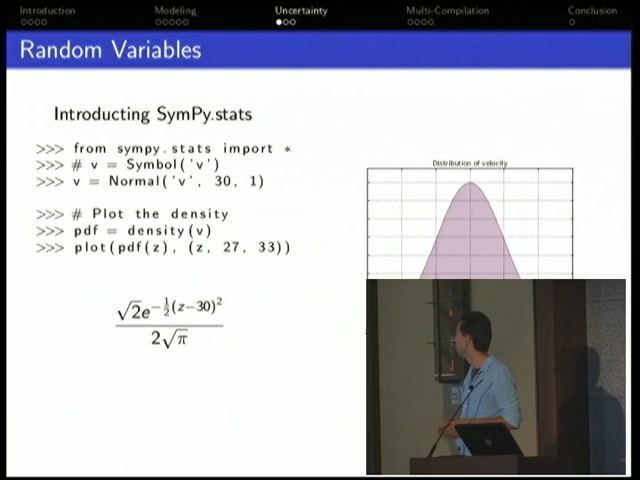 Introduction Modeling Uncertainty Multi-Compilation Conclusion
Random Variables
Introducting SymPy.stats
>>> from sympy.stats import *
>>> # v = Symbol('v')
>>> v = Normal('v', 30, 1)
>>> # Plot the density
>>> pdf = density(v)
>>> plot(pdf(z), (z, 27, 33))
Distribution of velocity
√2e^{-½(z−30)²}
2√π